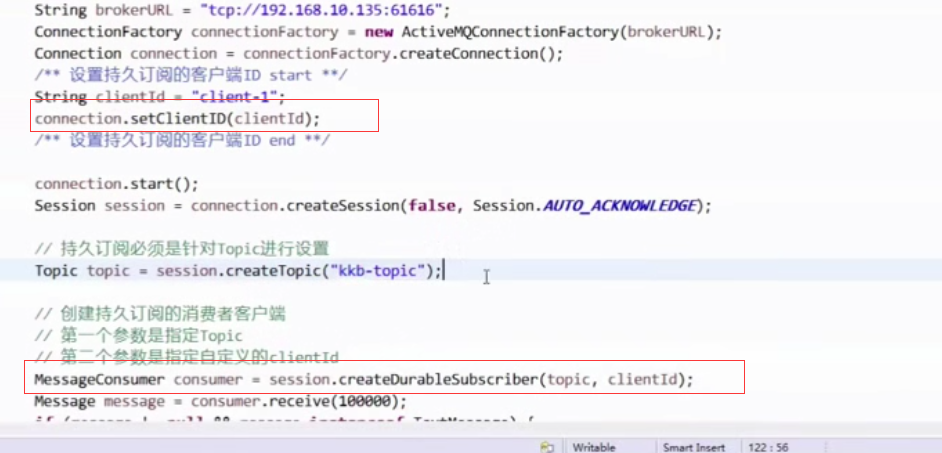 String brokerURL = "tcp://192.168.10.135:61616";
ConnectionFactory connectionFactory = new ActiveMQConnectionFactory(brokerURL);
Connection connection = connectionFactory.createConnection();
/** 设置持久订阅的客户端ID start **/
String clientId = "client-1";
connection.setClientID(clientId);
/** 设置持久订阅的客户端ID end **/
connection.start();
Session session = connection.createSession(false, Session.AUTO_ACKNOWLEDGE);
// 持久订阅必须是针对Topic进行设置
Topic topic = session.createTopic("kkb-topic");
// 创建持久订阅的消费者客户端
// 第一个参数是指定Topic
// 第二个参数是指定自定义的clientId
MessageConsumer consumer = session.createDurableSubscriber(topic, clientId);
Message message = consumer.receive(100000);
Writable Smart Insert 122 : 56